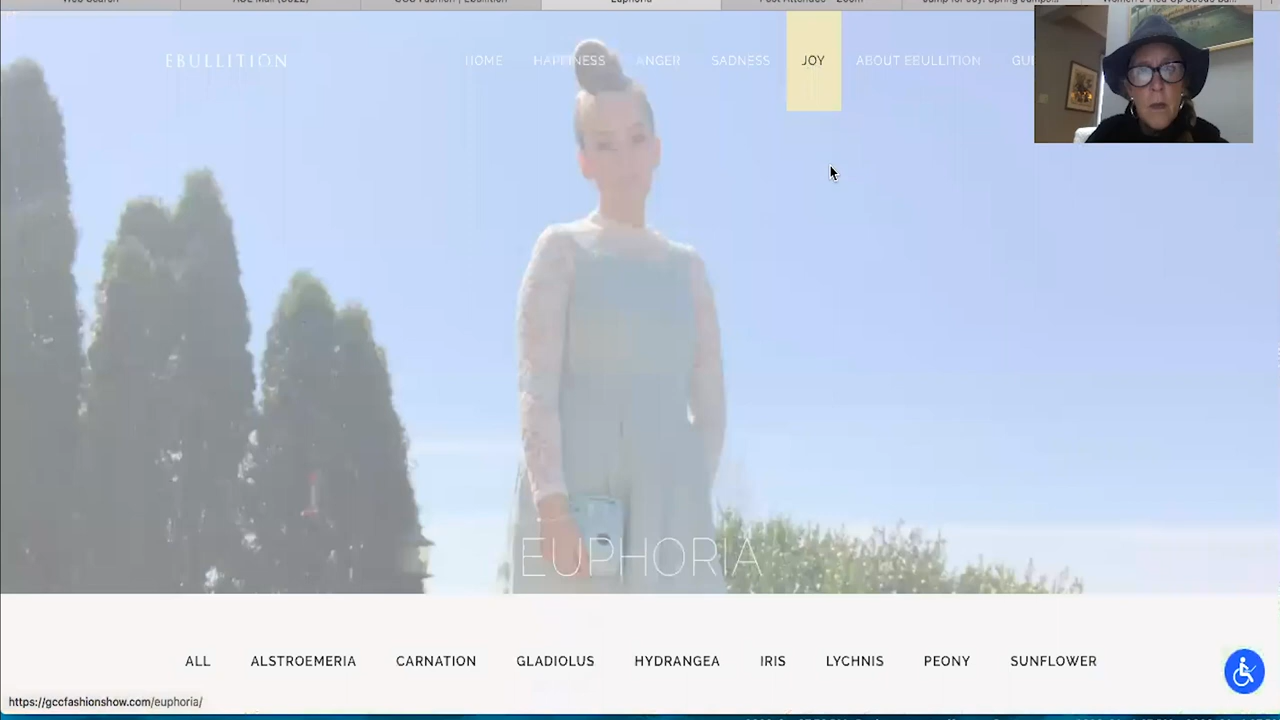 EBULLITION
HOME HAPPINESS ANGER SADNESS JOY ABOUT EBULLITION
EUPHORIA
ALL ALSTROEMERIA CARNATION GLADIOLUS HYDRANGEA IRIS LYCHNIS PEONY SUNFLOWER
https://gccfashionshow.com/euphoria/